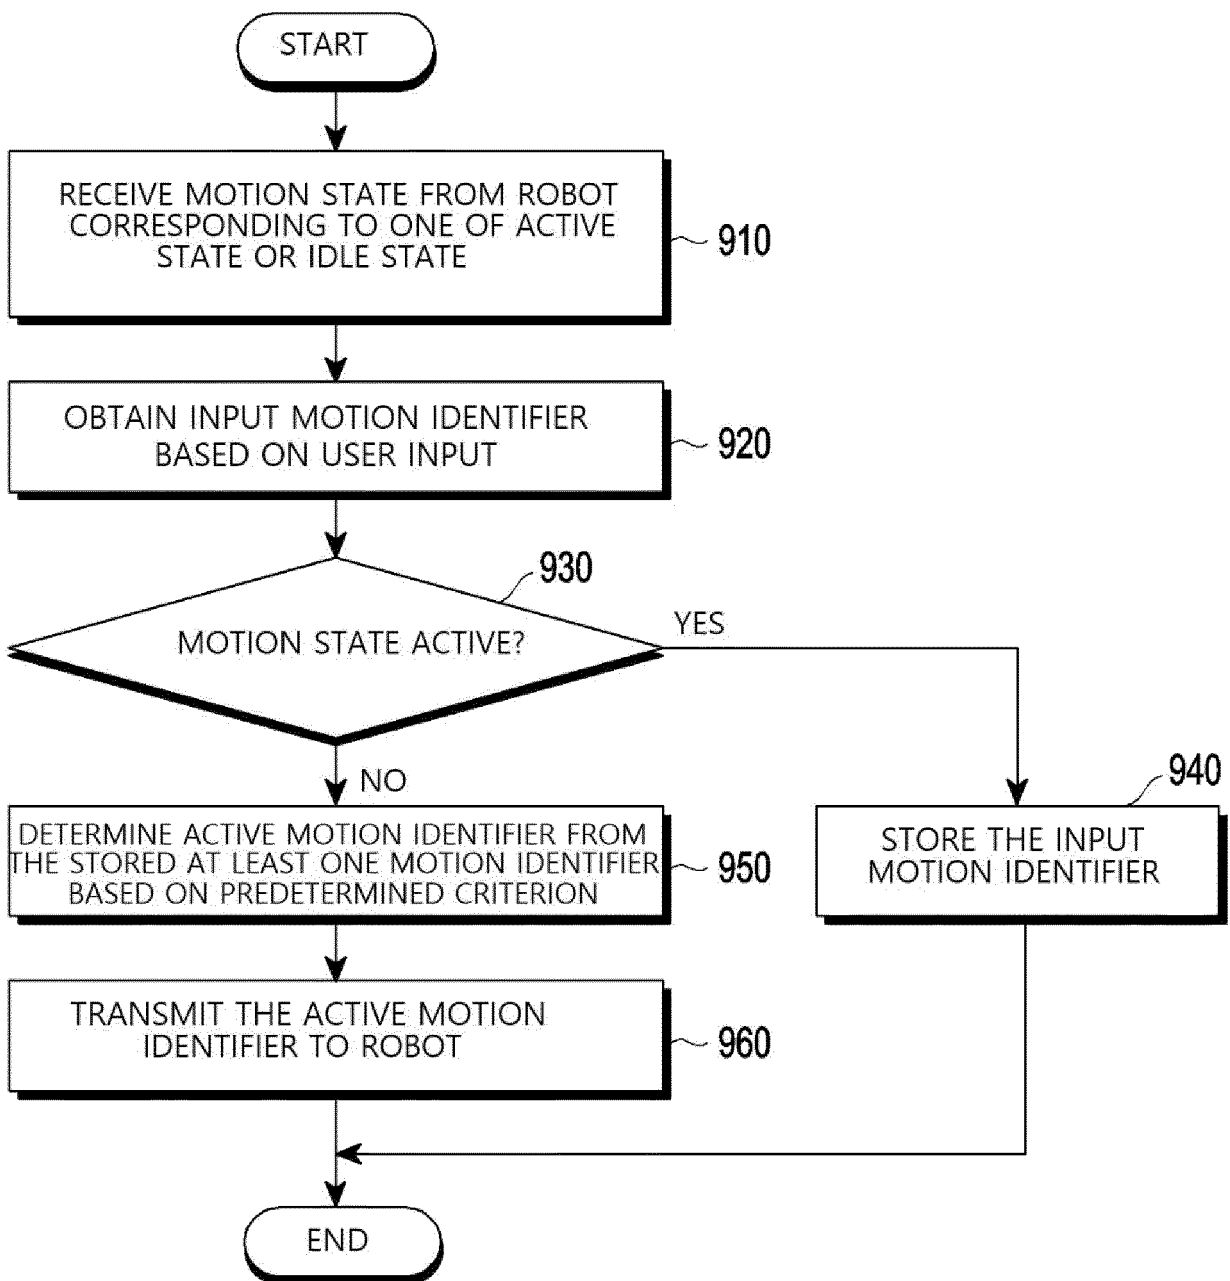 START
RECEIVE MOTION STATE FROM ROBOT
CORRESPONDING TO ONE OF ACTIVE
STATE OR IDLE STATE
910
OBTAIN INPUT MOTION IDENTIFIER
BASED ON USER INPUT
920
930
MOTION STATE ACTIVE?
YES
NO
940
STORE THE INPUT
MOTION IDENTIFIER
DETERMINE ACTIVE MOTION IDENTIFIER FROM
THE STORED AT LEAST ONE MOTION IDENTIFIER
BASED ON PREDETERMINED CRITERION
950
TRANSMIT THE ACTIVE MOTION
IDENTIFIER TO ROBOT
960
END